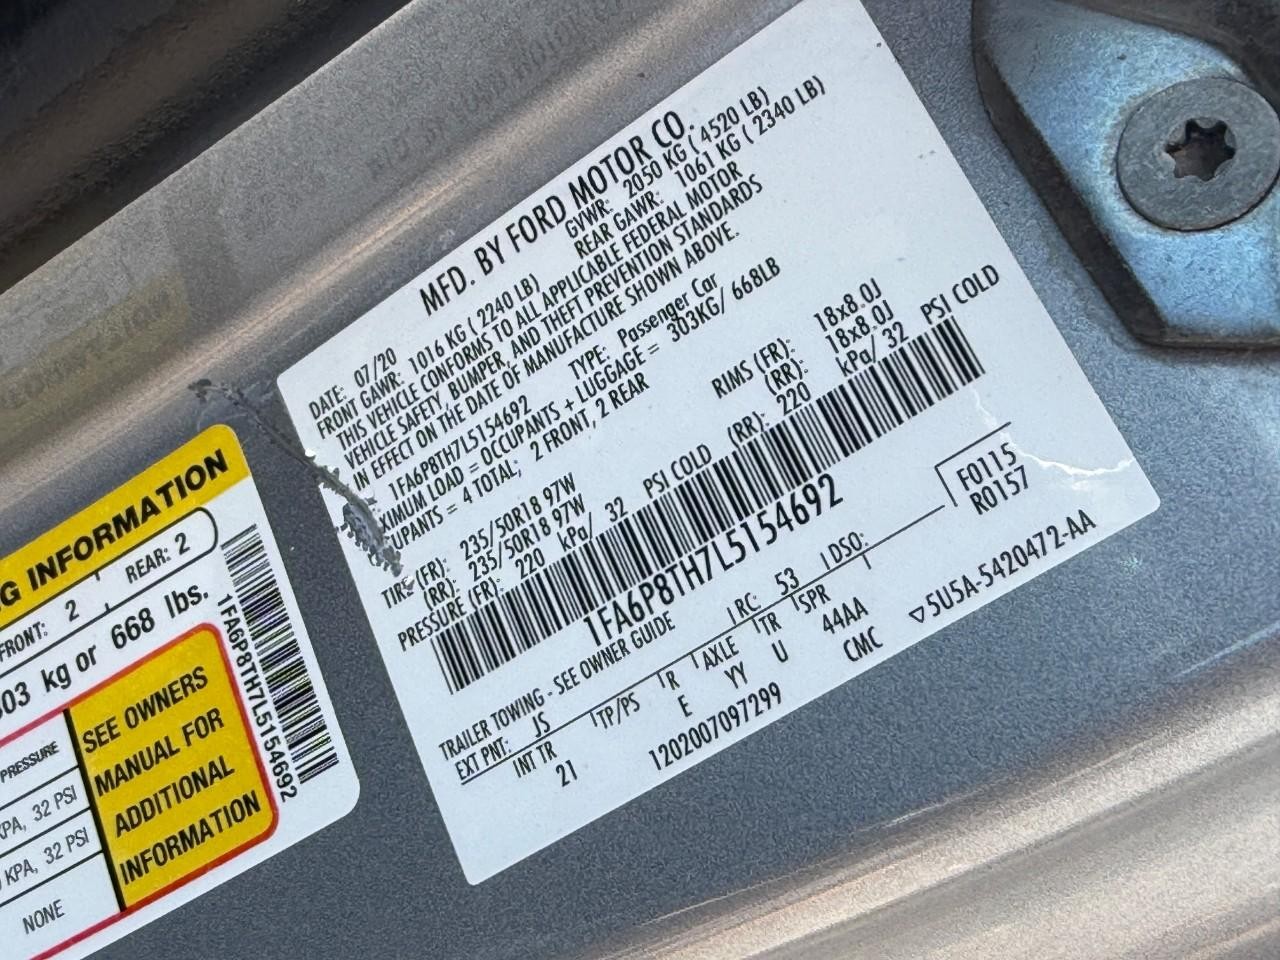 MFD. BY FORD MOTOR CO.
DATE: 07/20 GVWR: 2050 KG ( 4520 LB)
FRONT GAWR: 1016 KG ( 2240 LB) REAR GAWR: 1061 KG ( 2340 LB)
THIS VEHICLE CONFORMS TO ALL APPLICABLE FEDERAL MOTOR
VEHICLE SAFETY, BUMPER, AND THEFT PREVENTION STANDARDS
IN EFFECT ON THE DATE OF MANUFACTURE SHOWN ABOVE.
1FA6P8TH7L5154692 TYPE: Passenger Car
XIMUM LOAD = OCCUPANTS + LUGGAGE = 303KG/ 668LB
UPANTS = 4 TOTAL; 2 FRONT, 2 REAR
TIRE (FR): 235/50R18 97W RIMS (FR): 18x8.0J
(RR): 235/50R18 97W (RR): 18x8.0J
PRESSURE (FR): 220 kPa/ 32 PSI COLD (RR): 220 kPa/ 32 PSI COLD
1FA6P8TH7L5154692
TRAILER TOWING - SEE OWNER GUIDE
EXT PNT: JS RC: 53 DSO: F0115
R0157
INT TR TP/PS R AXLE TR SPR
21 E YY U 44AA
1202007097299 CMC
▽5U5A-5420472-AA
G INFORMATION
FRONT: 2 REAR: 2
303 kg or 668 lbs.
PRESSURE
KPA, 32 PSI
KPA, 32 PSI
NONE
SEE OWNERS
MANUAL FOR
ADDITIONAL
INFORMATION
1FA6P8TH7L5154692